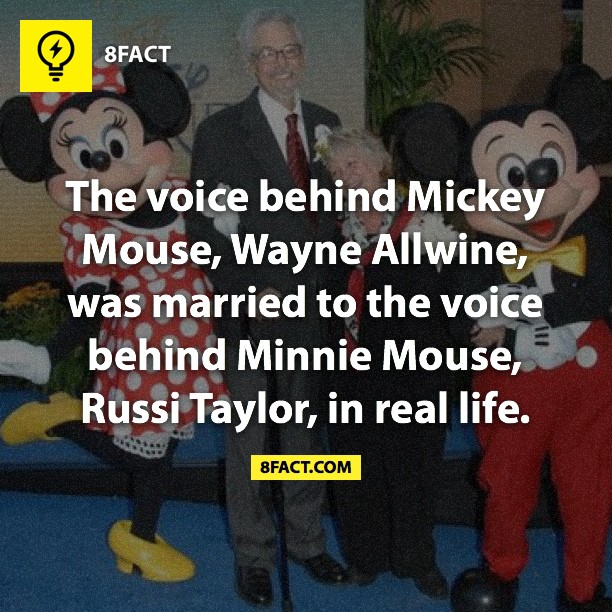 8FACT
The voice behind Mickey
Mouse, Wayne Allwine,
was married to the voice
behind Minnie Mouse,
Russi Taylor, in real life.
8FACT.COM